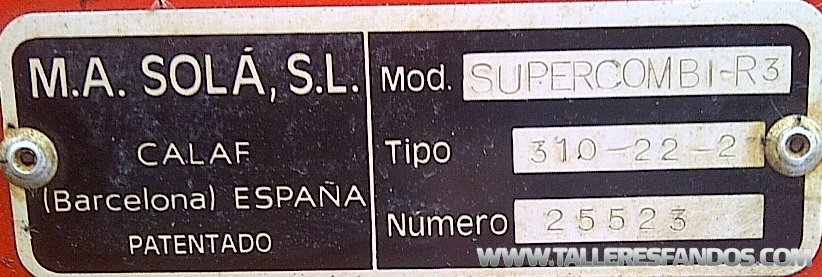 M.A. SOLÁ, S.L.
CALAF
(Barcelona) ESPAÑA
PATENTADO
Mod. SUPERCOMBI-R3
Tipo 310-22-2
Número 25523
WWW.TALLERESFANDOS.COM